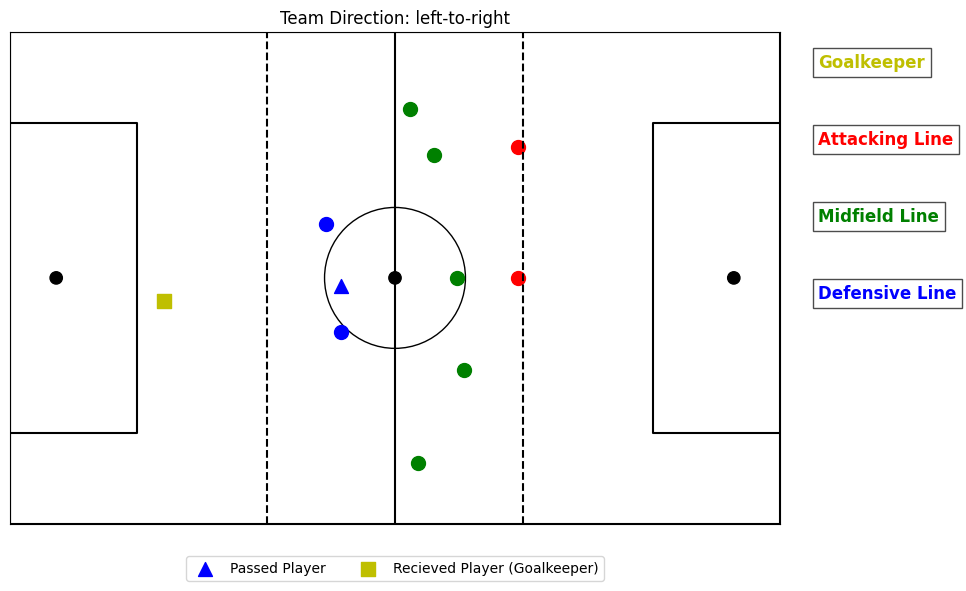 Team Direction: left-to-right
Goalkeeper
Attacking Line
Midfield Line
Defensive Line
Passed Player
Recieved Player (Goalkeeper)